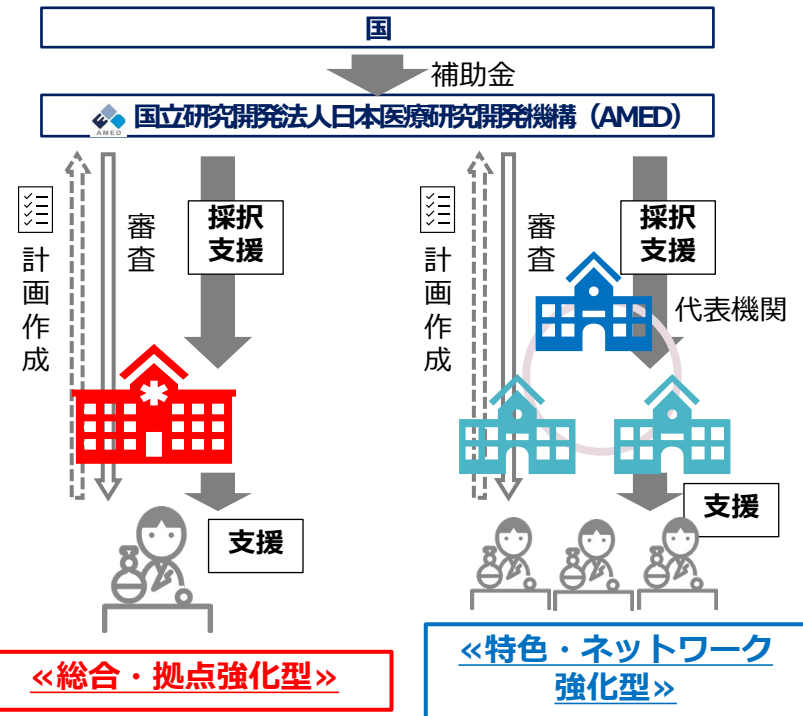 国
補助金
AMED
国立研究開発法人日本医療研究開発機構（AMED）
計画作成
審査
採択
支援
支援
«総合・拠点強化型»
計画作成
審査
採択
支援
代表機関
支援
«特色・ネットワーク
強化型»